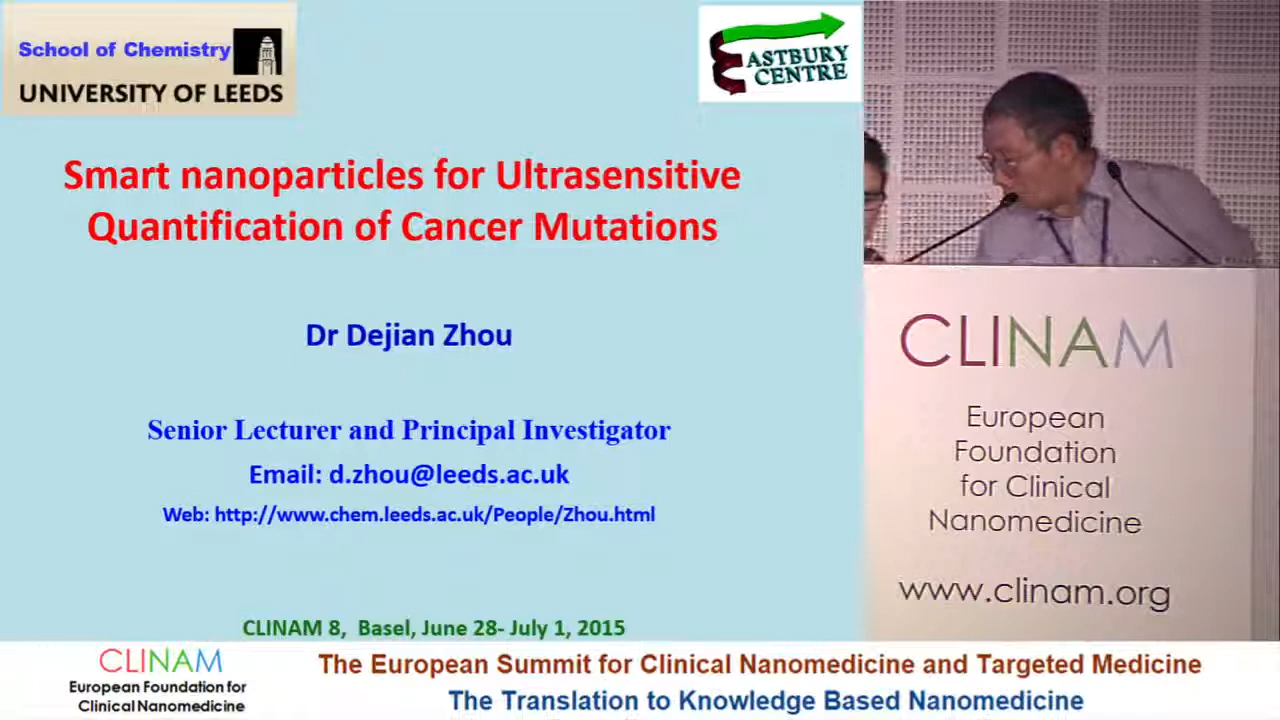 School of Chemistry
UNIVERSITY OF LEEDS
EASTBURY
CENTRE
Smart nanoparticles for Ultrasensitive
Quantification of Cancer Mutations
Dr Dejian Zhou
Senior Lecturer and Principal Investigator
Email: d.zhou@leeds.ac.uk
Web: http://www.chem.leeds.ac.uk/People/Zhou.html
CLINAM 8, Basel, June 28- July 1, 2015
CLINAM
European
Foundation
for Clinical
Nanomedicine
www.clinam.org
CLINAM
European Foundation for
Clinical Nanomedicine
The European Summit for Clinical Nanomedicine and Targeted Medicine
The Translation to Knowledge Based Nanomedicine